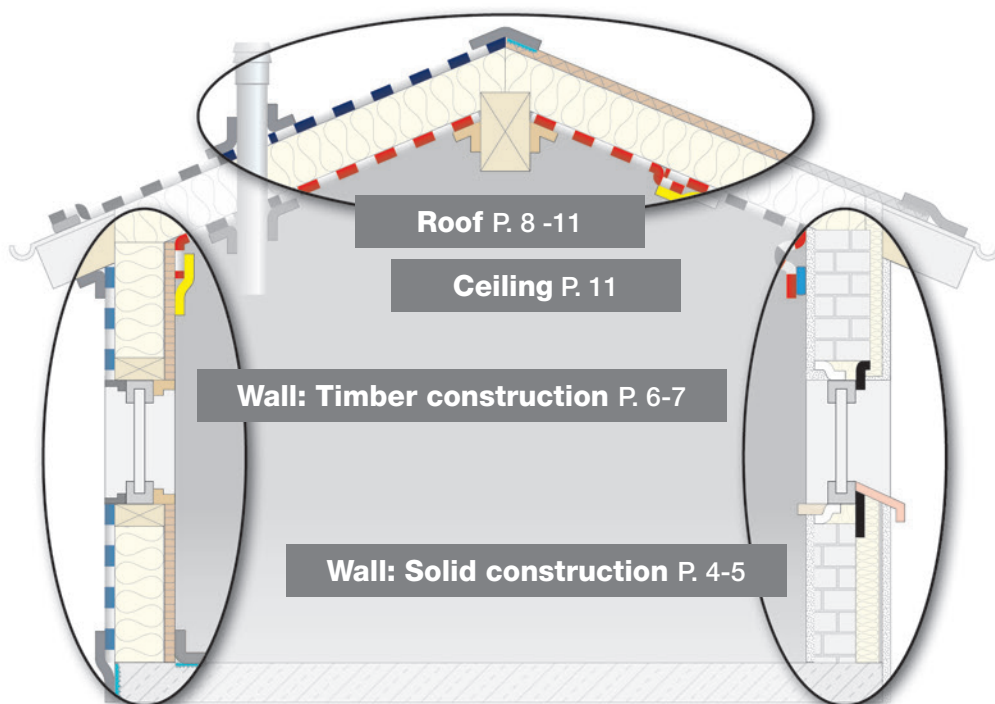 Roof P. 8 -11
Ceiling P. 11
Wall: Timber construction P. 6-7
Wall: Solid construction P. 4-5